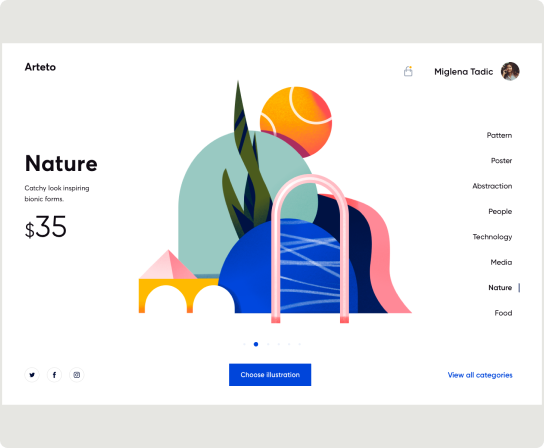 Arteto
Miglena Tadic
Nature
Catchy look inspiring
bionic forms.
$35
Pattern
Poster
Abstraction
People
Technology
Media
Nature
Food
Choose illustration
View all categories